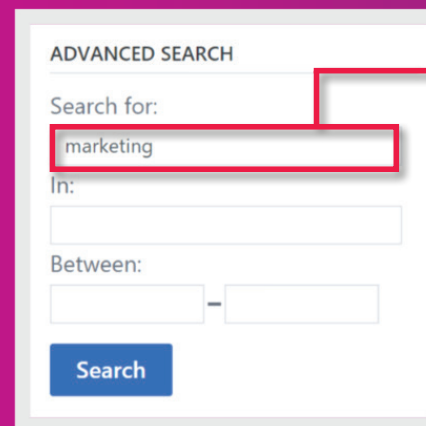 ADVANCED SEARCH
Search for:
marketing
In:
Between:
–
Search